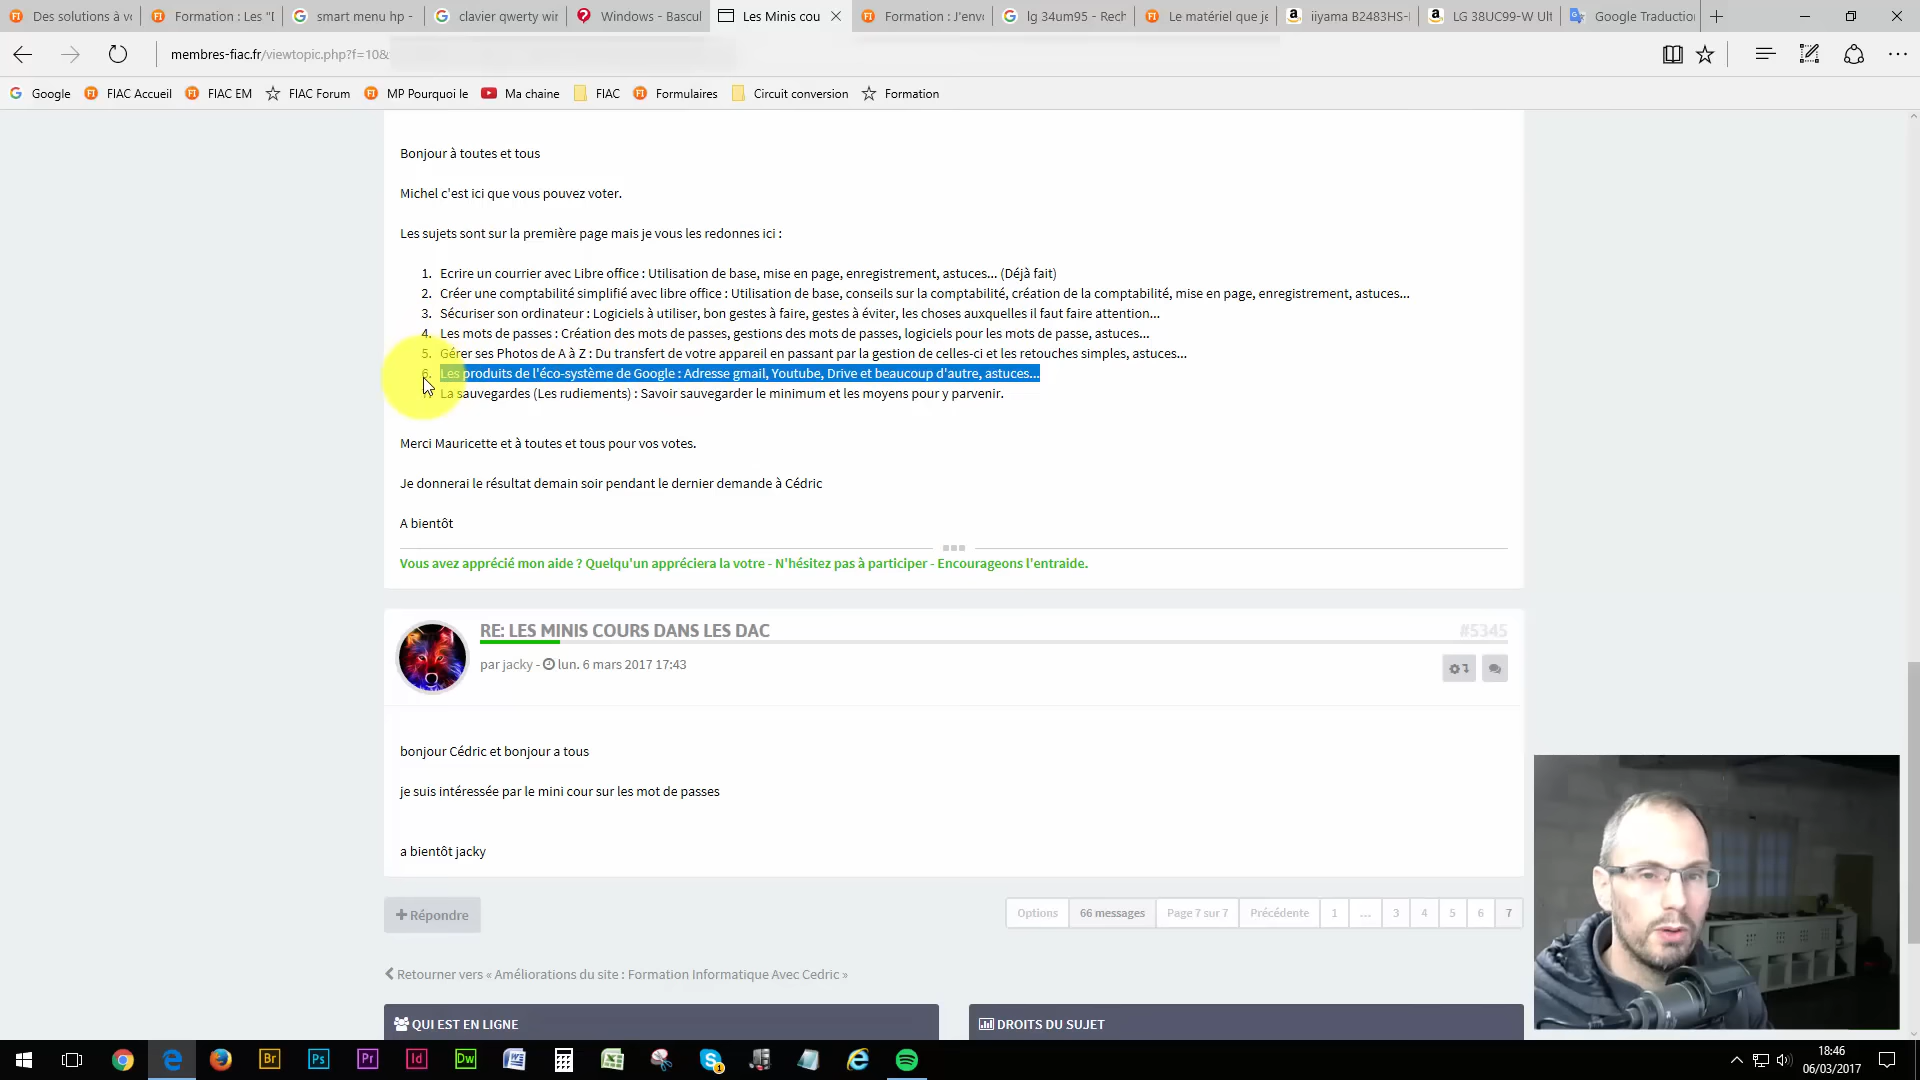 Des solutions à vo
Formation : Les "D
smart menu hp -
clavier qwerty win
Windows - Bascul
Les Minis cou
Formation : J'envo
lg 34um95 - Rech
Le matériel que je
iiyama B2483HS-
LG 38UC99-W Ult
Google Traduction
membres-fiac.fr/viewtopic.php?f=10&
Google
FIAC Accueil
FIAC EM
FIAC Forum
MP Pourquoi le
Ma chaine
FIAC
Formulaires
Circuit conversion
Formation
Bonjour à toutes et tous
Michel c'est ici que vous pouvez voter.
Les sujets sont sur la première page mais je vous les redonnes ici :
1. Ecrire un courrier avec Libre office : Utilisation de base, mise en page, enregistrement, astuces... (Déjà fait)
2. Créer une comptabilité simplifié avec libre office : Utilisation de base, conseils sur la comptabilité, création de la comptabilité, mise en page, enregistrement, astuces...
3. Sécuriser son ordinateur : Logiciels à utiliser, bon gestes à faire, gestes à éviter, les choses auxquelles il faut faire attention...
4. Les mots de passes : Création des mots de passes, gestions des mots de passes, logiciels pour les mots de passe, astuces...
5. Gérer ses Photos de A à Z : Du transfert de votre appareil en passant par la gestion de celles-ci et les retouches simples, astuces...
6. Les produits de l'éco-système de Google : Adresse gmail, Youtube, Drive et beaucoup d'autre, astuces...
La sauvegardes (Les rudiements) : Savoir sauvegarder le minimum et les moyens pour y parvenir.
Merci Mauricette et à toutes et tous pour vos votes.
Je donnerai le résultat demain soir pendant le dernier demande à Cédric
A bientôt
Vous avez apprécié mon aide ? Quelqu'un appréciera la votre - N'hésitez pas à participer - Encourageons l'entraide.
RE: LES MINIS COURS DANS LES DAC
#5345
par jacky - lun. 6 mars 2017 17:43
bonjour Cédric et bonjour a tous
je suis intéressée par le mini cour sur les mot de passes
a bientôt jacky
Répondre
Options 66 messages Page 7 sur 7 Précédente 1 ... 3 4 5 6 7
Retourner vers « Améliorations du site : Formation Informatique Avec Cedric »
QUI EST EN LIGNE
DROITS DU SUJET
Br
Ps
Pr
Id
Dw
18:46
06/03/2017